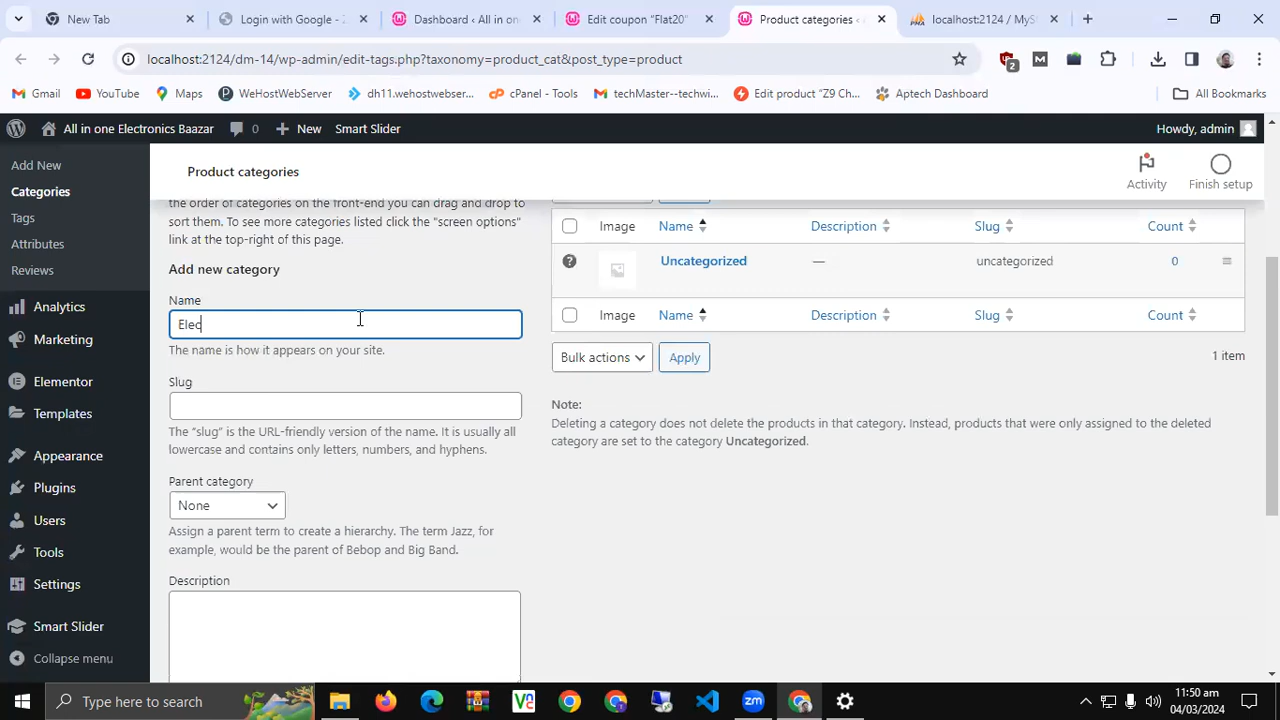 New Tab
Login with Google - Z
Dashboard ‹ All in one
Edit coupon "Flat20"
Product categories ‹
localhost:2124 / MyS
localhost:2124/dm-14/wp-admin/edit-tags.php?taxonomy=product_cat&post_type=product
2
Gmail
YouTube
Maps
WeHostWebServer
dh11.wehostwebser...
cPanel - Tools
techMaster--techwi...
Edit product "Z9 Ch...
Aptech Dashboard
All Bookmarks
All in one Electronics Baazar
0
New
Smart Slider
Howdy, admin
Add New
Categories
Tags
Attributes
Reviews
Analytics
Marketing
Elementor
Templates
Appearance
Plugins
Users
Tools
Settings
Smart Slider
Collapse menu
Product categories
Activity
Finish setup
the order of categories on the front-end you can drag and drop to
sort them. To see more categories listed click the "screen options"
link at the top-right of this page.
Add new category
Name
Elec
The name is how it appears on your site.
Slug
The “slug” is the URL-friendly version of the name. It is usually all
lowercase and contains only letters, numbers, and hyphens.
Parent category
None
Assign a parent term to create a hierarchy. The term Jazz, for
example, would be the parent of Bebop and Big Band.
Description
Image Name Description Slug Count
Uncategorized — uncategorized 0
Image Name Description Slug Count
Bulk actions Apply 1 item
Note:
Deleting a category does not delete the products in that category. Instead, products that were only assigned to the deleted
category are set to the category Uncategorized.
Type here to search
11:50 am
04/03/2024